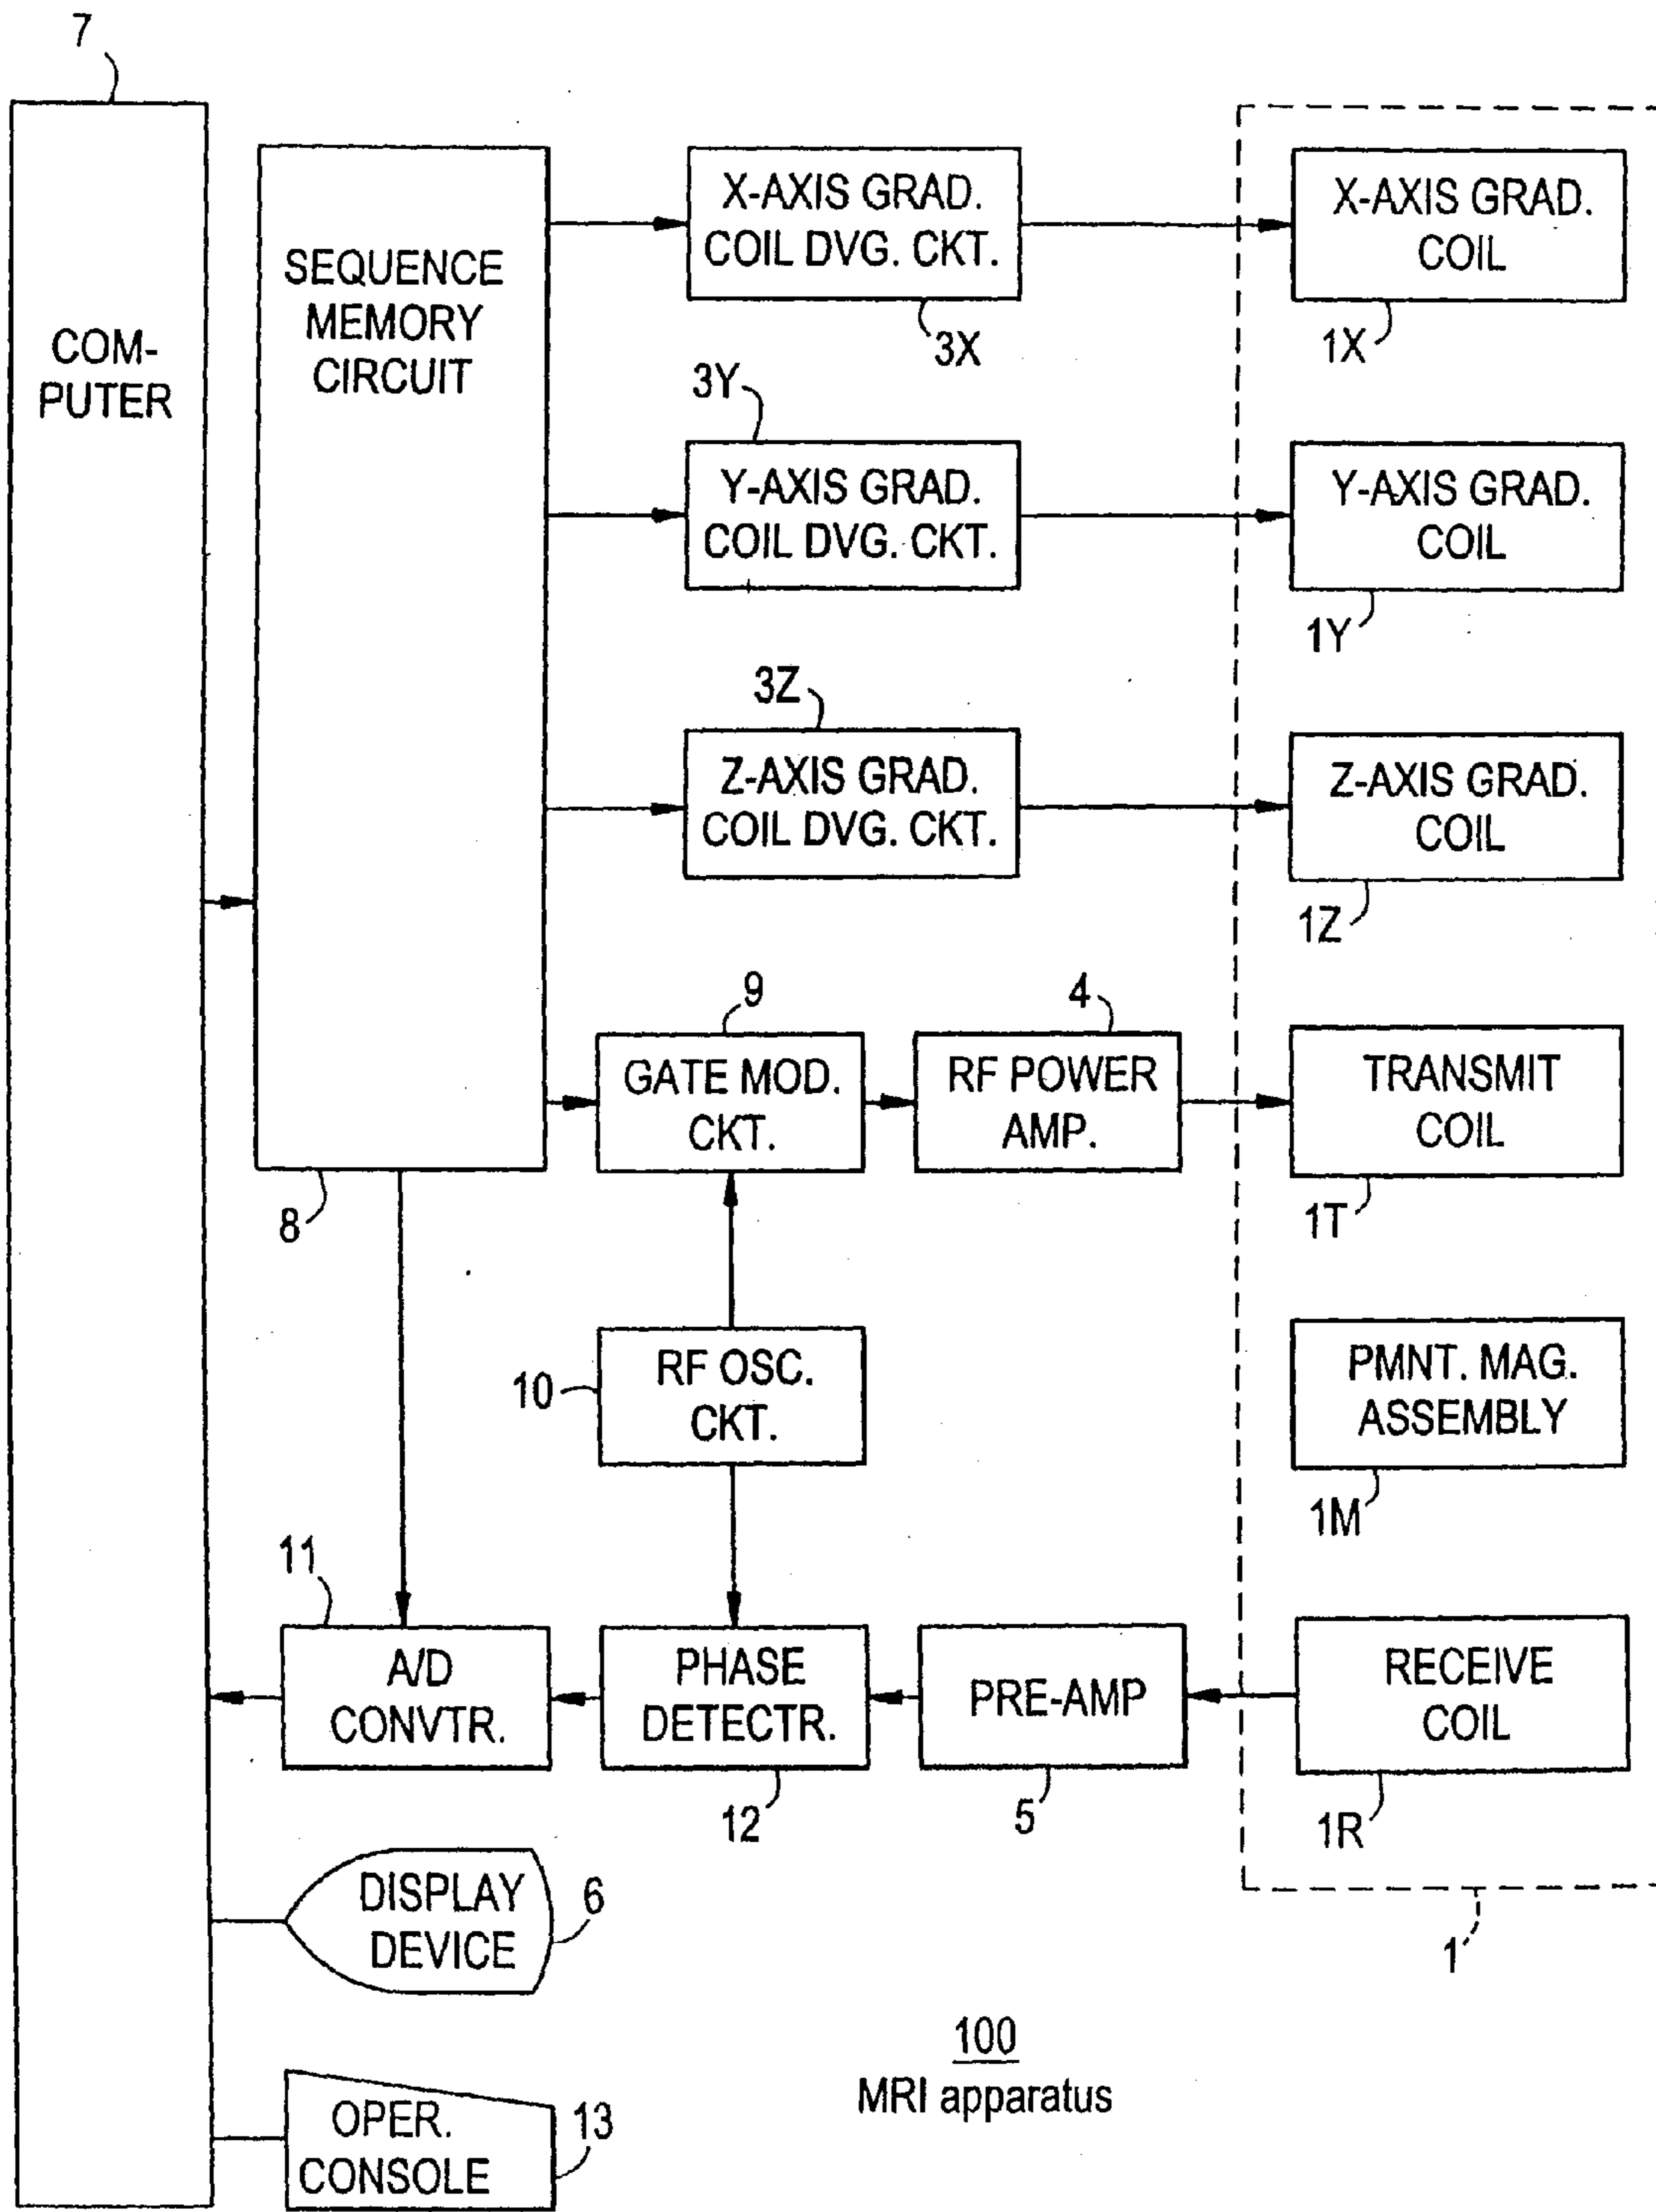 7
COM-
PUTER
SEQUENCE
MEMORY
CIRCUIT
8
X-AXIS GRAD.
COIL DVG. CKT.
3X
X-AXIS GRAD.
COIL
1X
3Y
Y-AXIS GRAD.
COIL DVG. CKT.
Y-AXIS GRAD.
COIL
1Y
3Z
Z-AXIS GRAD.
COIL DVG. CKT.
Z-AXIS GRAD.
COIL
1Z
9
GATE MOD.
CKT.
4
RF POWER
AMP.
TRANSMIT
COIL
1T
10
RF OSC.
CKT.
PMNT. MAG.
ASSEMBLY
1M
11
A/D
CONVTR.
PHASE
DETECTR.
12
PRE-AMP
5
RECEIVE
COIL
1R
DISPLAY
DEVICE
6
1
OPER.
CONSOLE
13
100
MRI apparatus